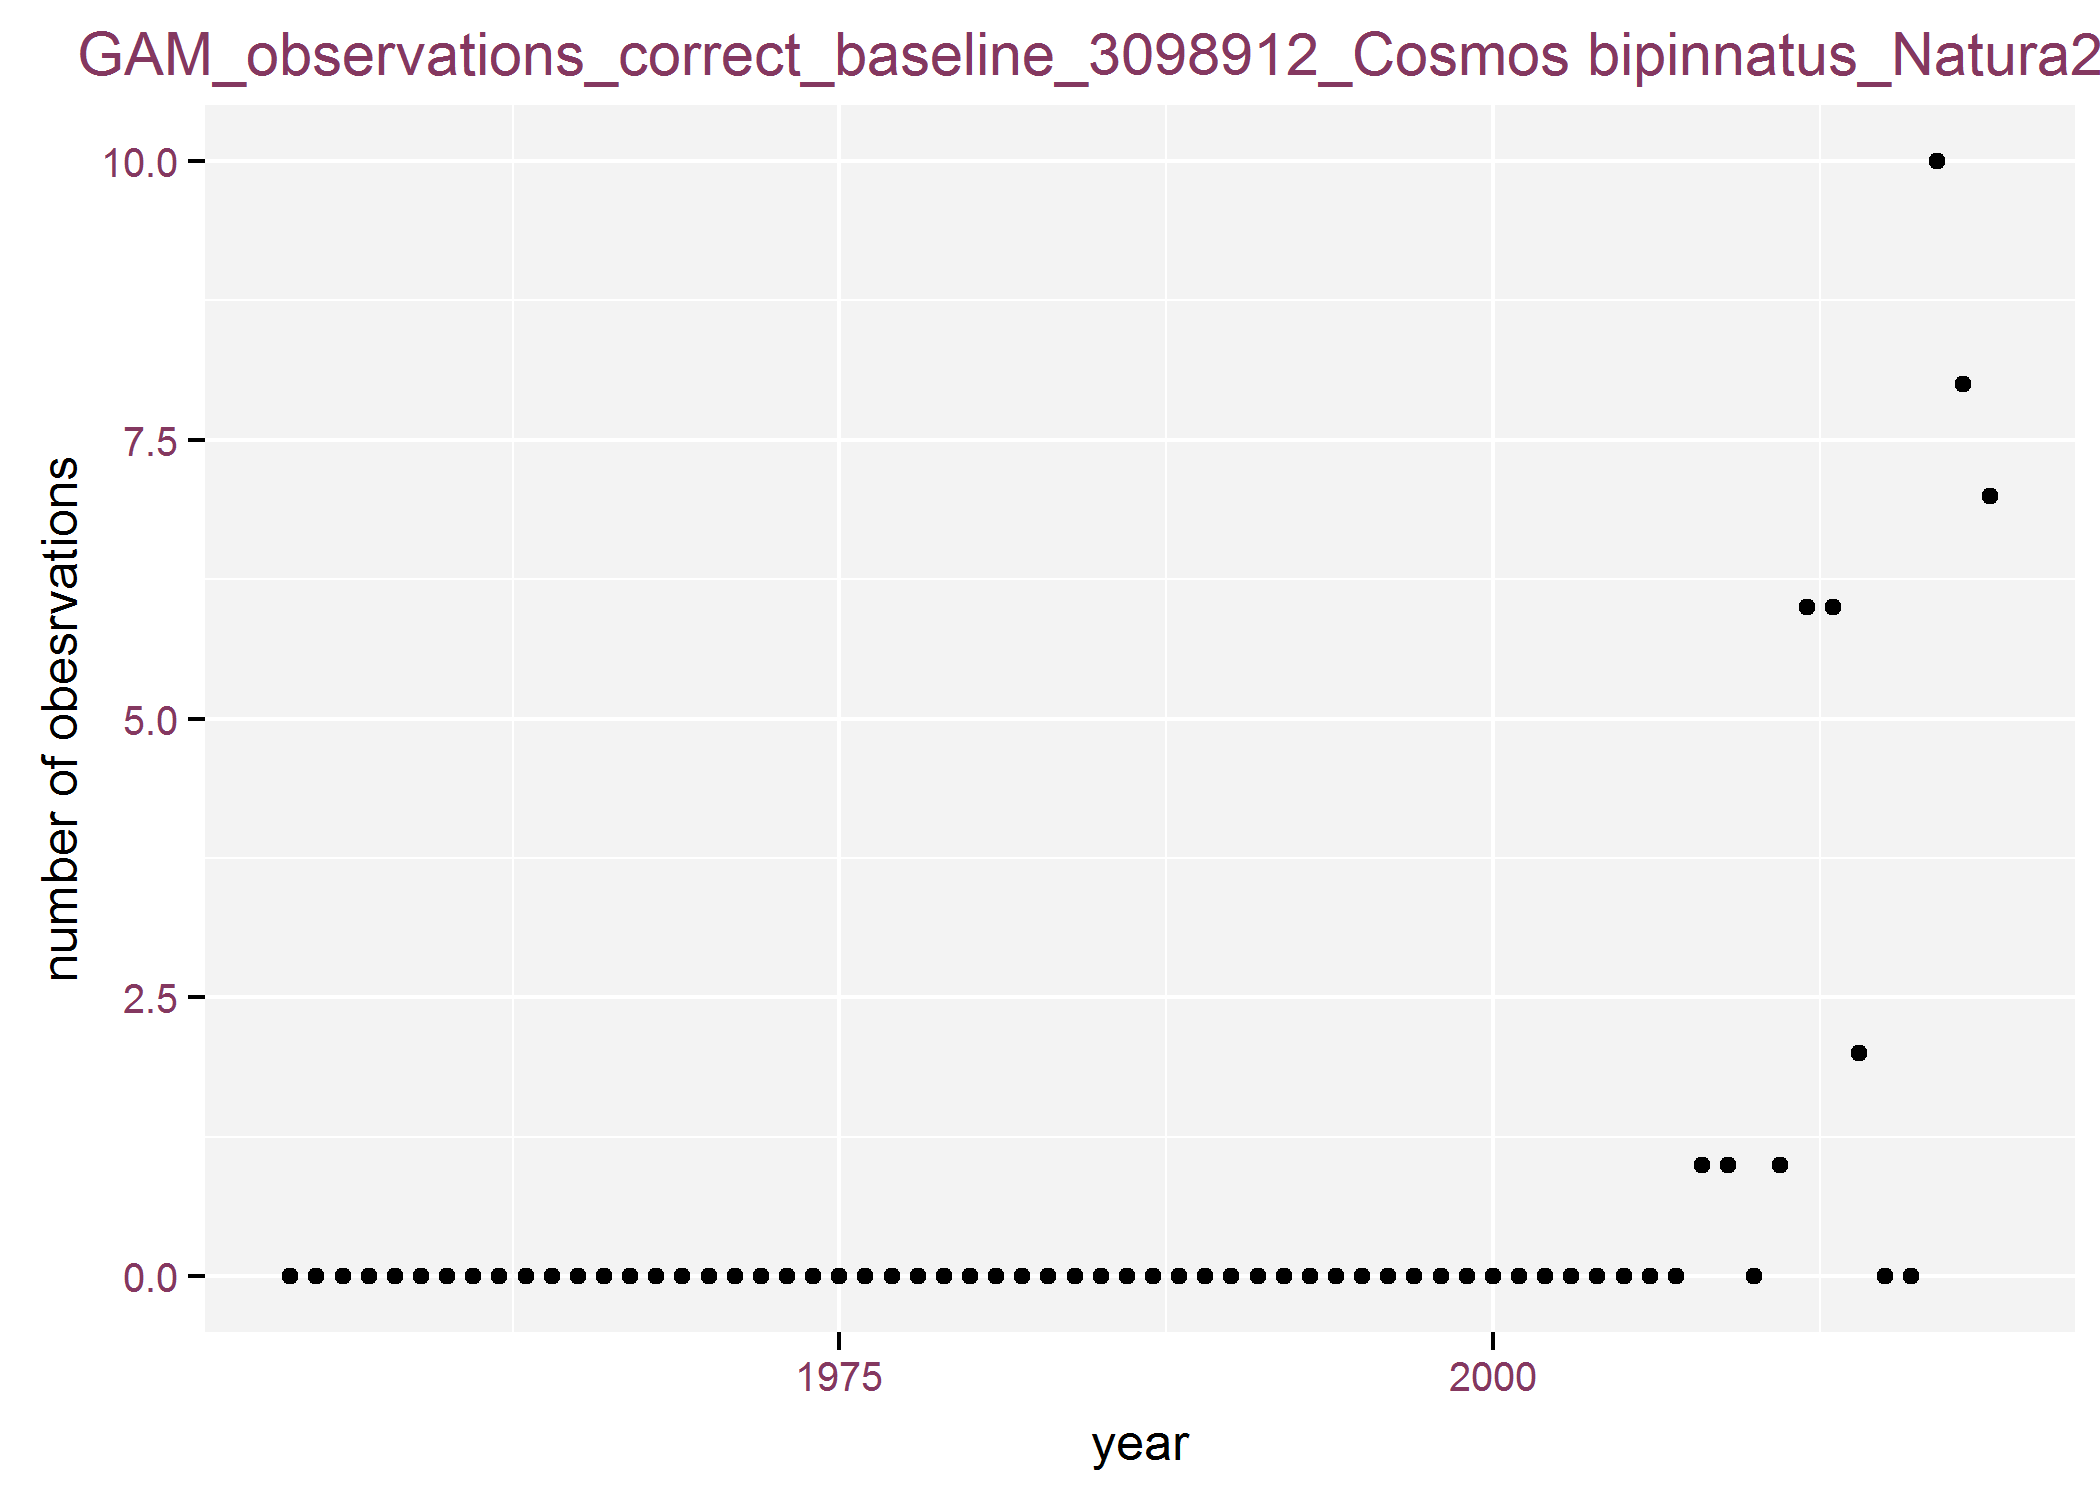 GAM_observations_correct_baseline_3098912_Cosmos bipinnatus_Natura2
10.0
7.5
5.0
2.5
0.0
number of obesrvations
1975
2000
year